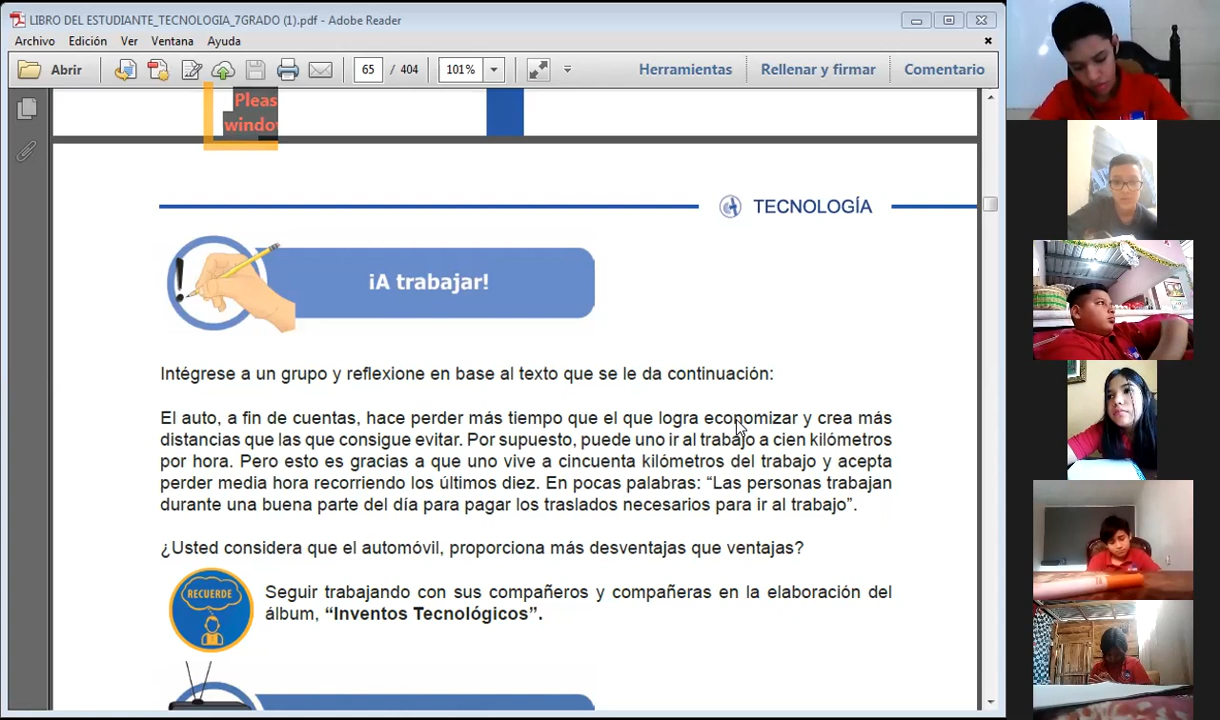 LIBRO DEL ESTUDIANTE_TECNOLOGIA_7GRADO (1).pdf - Adobe Reader
Archivo Edición Ver Ventana Ayuda
Abrir 65 / 404 101% Herramientas Rellenar y firmar Comentario
Pleas
windo
TECNOLOGÍA
¡A trabajar!
Intégrese a un grupo y reflexione en base al texto que se le da continuación:
El auto, a fin de cuentas, hace perder más tiempo que el que logra economizar y crea más
distancias que las que consigue evitar. Por supuesto, puede uno ir al trabajo a cien kilómetros
por hora. Pero esto es gracias a que uno vive a cincuenta kilómetros del trabajo y acepta
perder media hora recorriendo los últimos diez. En pocas palabras: “Las personas trabajan
durante una buena parte del día para pagar los traslados necesarios para ir al trabajo”.
¿Usted considera que el automóvil, proporciona más desventajas que ventajas?
RECUERDE
Seguir trabajando con sus compañeros y compañeras en la elaboración del
álbum, “Inventos Tecnológicos”.